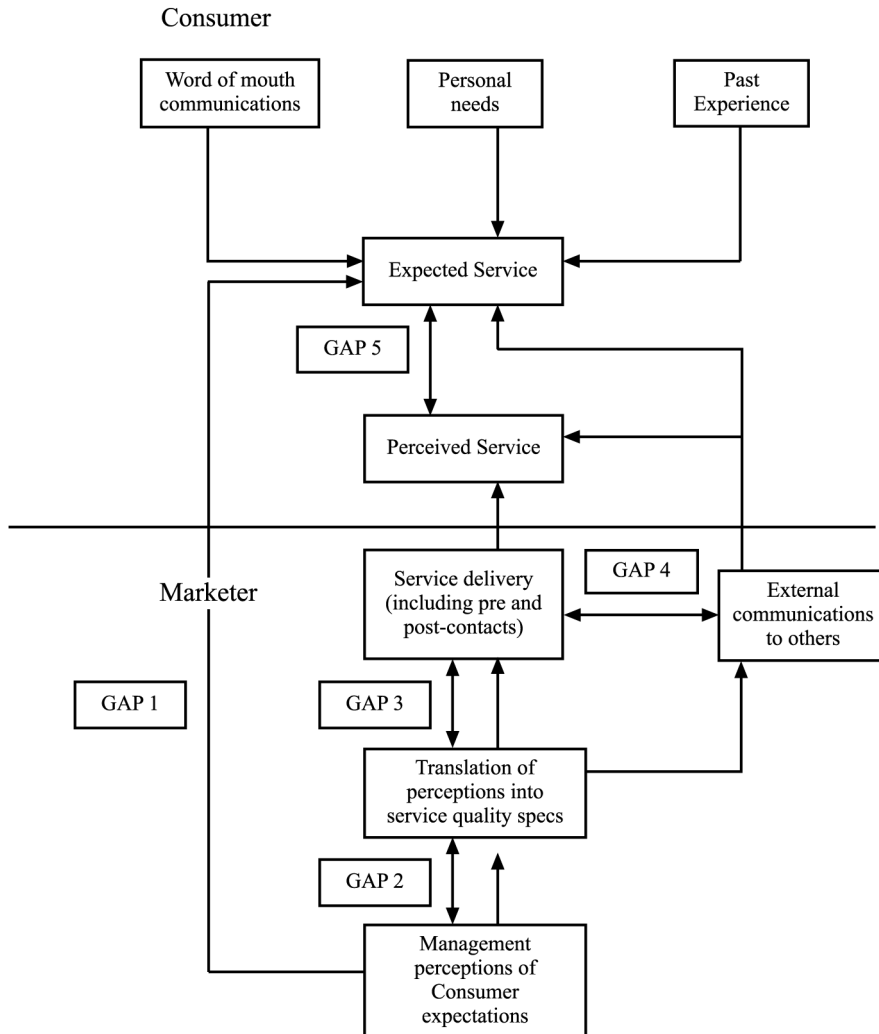 Consumer
Word of mouth
communications
Personal
needs
Past
Experience
Expected Service
GAP 5
Perceived Service
Marketer
Service delivery
(including pre and
post-contacts)
GAP 4
External
communications
to others
GAP 1
GAP 3
Translation of
perceptions into
service quality specs
GAP 2
Management
perceptions of
Consumer
expectations